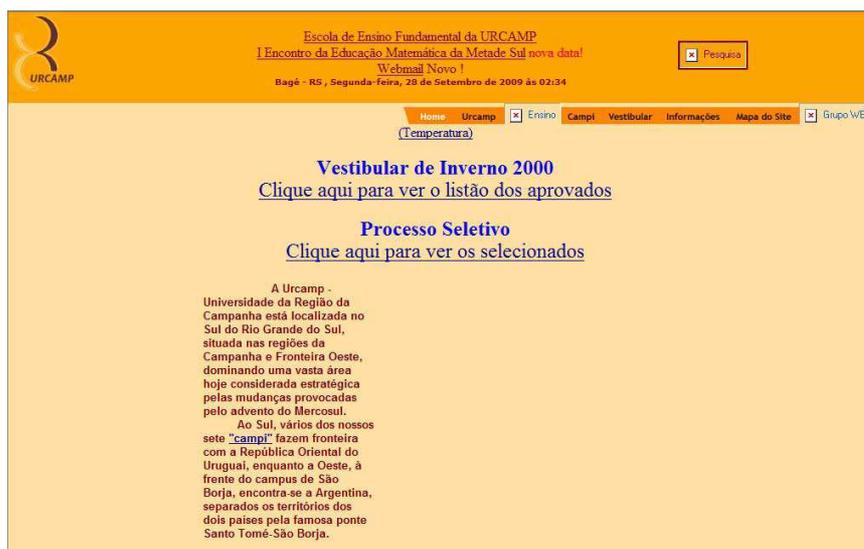 URCAMP
Escola de Ensino Fundamental da URCAMP
I Encontro da Educação Matemática da Metade Sul nova data!
Webmail Novo !
Bagé - RS , Segunda-feira, 28 de Setembro de 2009 às 02:34
Pesquisa
Home Urcamp Ensino Campi Vestibular Informações Mapa do Site Grupo WE
(Temperatura)
Vestibular de Inverno 2000
Clique aqui para ver o listão dos aprovados
Processo Seletivo
Clique aqui para ver os selecionados
A Urcamp -
Universidade da Região da
Campanha está localizada no
Sul do Rio Grande do Sul,
situada nas regiões da
Campanha e Fronteira Oeste,
dominando uma vasta área
hoje considerada estratégica
pelas mudanças provocadas
pelo advento do Mercosul.
Ao Sul, vários dos nossos
sete "campi" fazem fronteira
com a República Oriental do
Uruguai, enquanto a Oeste, à
frente do campus de São
Borja, encontra-se a Argentina,
separados os territórios dos
dois países pela famosa ponte
Santo Tomé-São Borja.